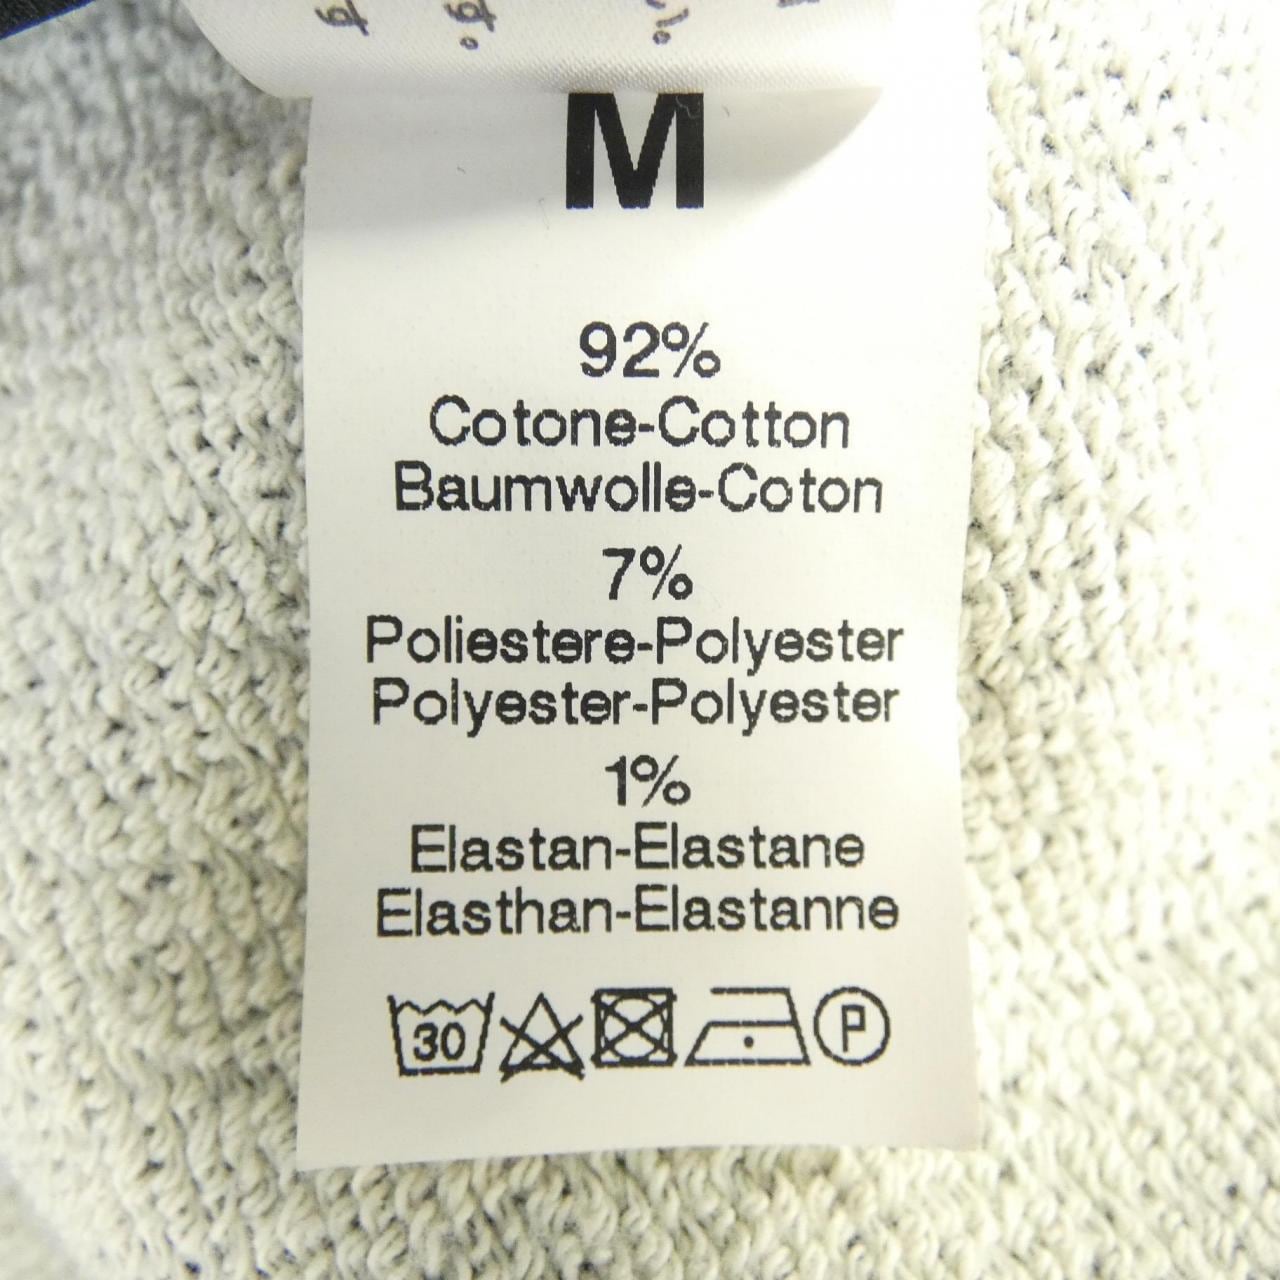 M
92%
Cotone-Cotton
Baumwolle-Coton
7%
Poliestere-Polyester
Polyester-Polyester
1%
Elastan-Elastane
Elasthan-Elastanne
30 P